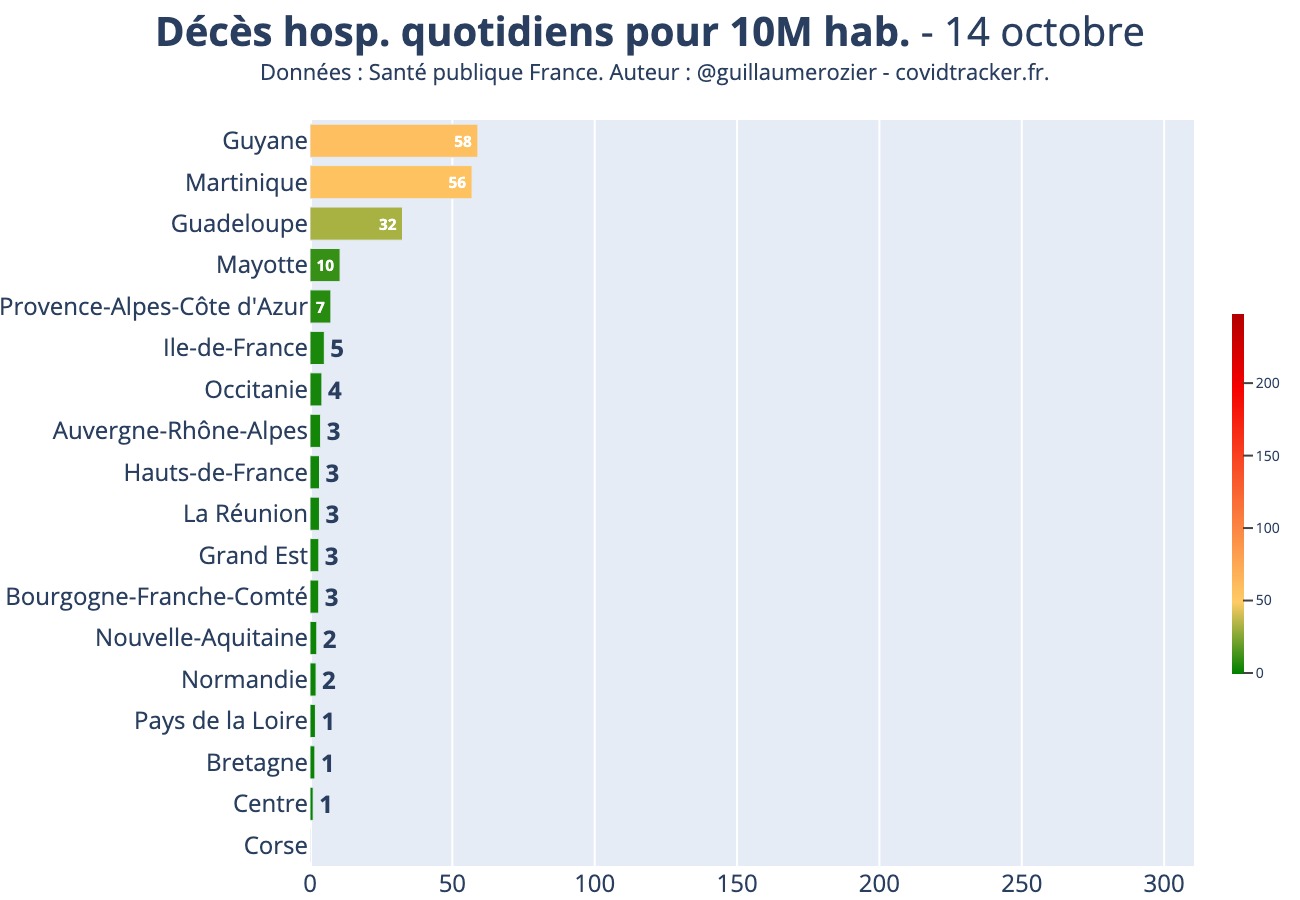 Décès hosp. quotidiens pour 10M hab. - 14 octobre
Données : Santé publique France. Auteur : @guillaumerozier - covidtracker.fr.
Guyane 58
Martinique 56
Guadeloupe 32
Mayotte 10
Provence-Alpes-Côte d'Azur 7
Ile-de-France 5
Occitanie 4
Auvergne-Rhône-Alpes 3
Hauts-de-France 3
La Réunion 3
Grand Est 3
Bourgogne-Franche-Comté 3
Nouvelle-Aquitaine 2
Normandie 2
Pays de la Loire 1
Bretagne 1
Centre 1
Corse
0 50 100 150 200 250 300
200
150
100
50
0